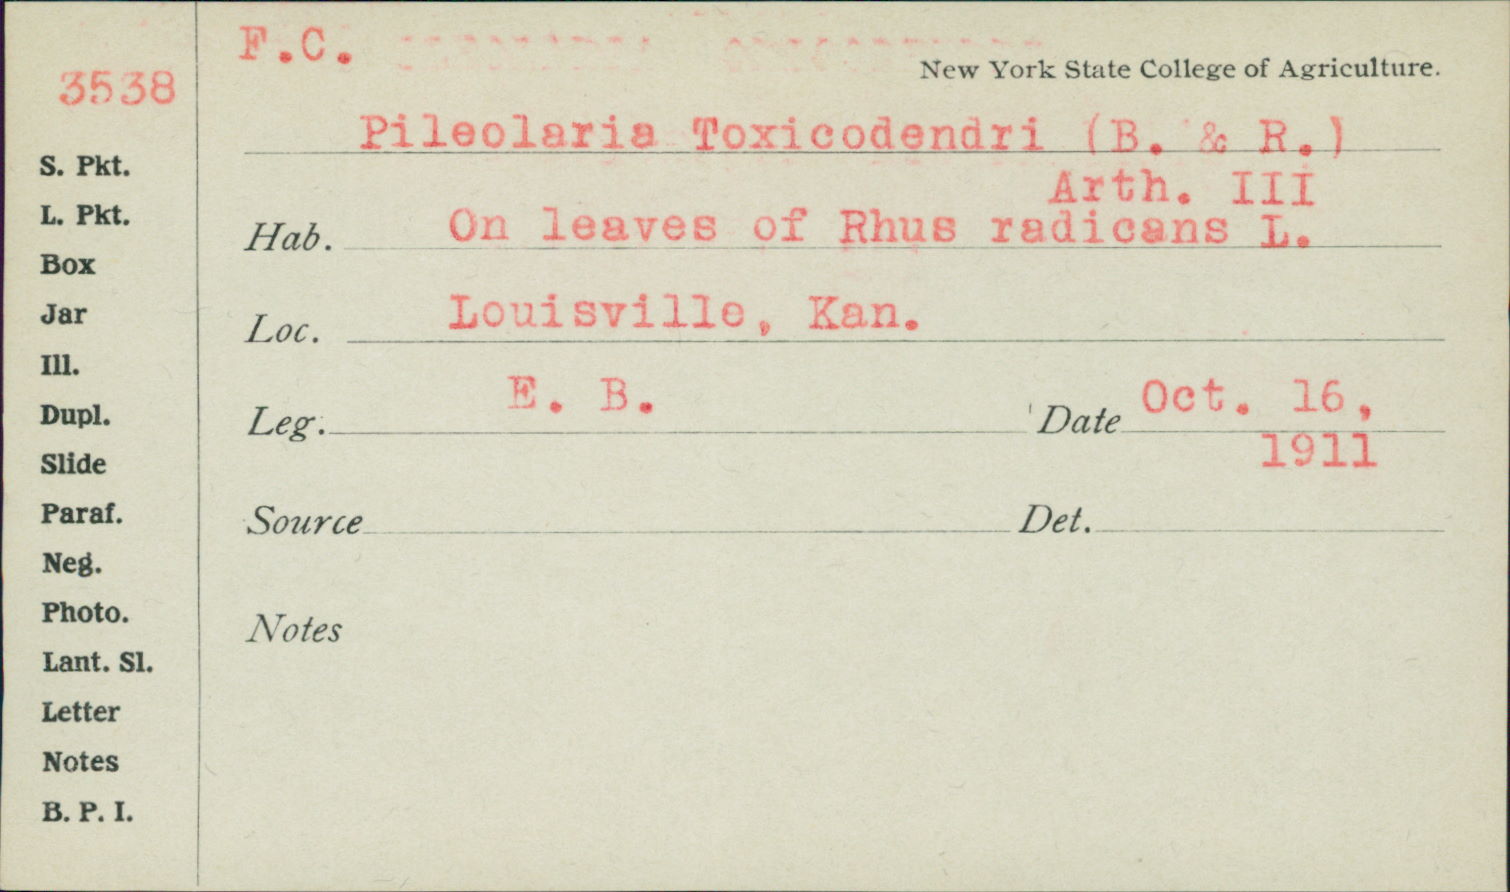 F.C.
New York State College of Agriculture.
3538
Pileolaria Toxicodendri (B. & R.)
Arth. III
Hab. On leaves of Rhus radicans L.
Loc. Louisville, Kan.
Leg. E. B. Date Oct. 16,
1911
Source Det.
Notes
S. Pkt.
L. Pkt.
Box
Jar
Ill.
Dupl.
Slide
Paraf.
Neg.
Photo.
Lant. Sl.
Letter
Notes
B. P. I.